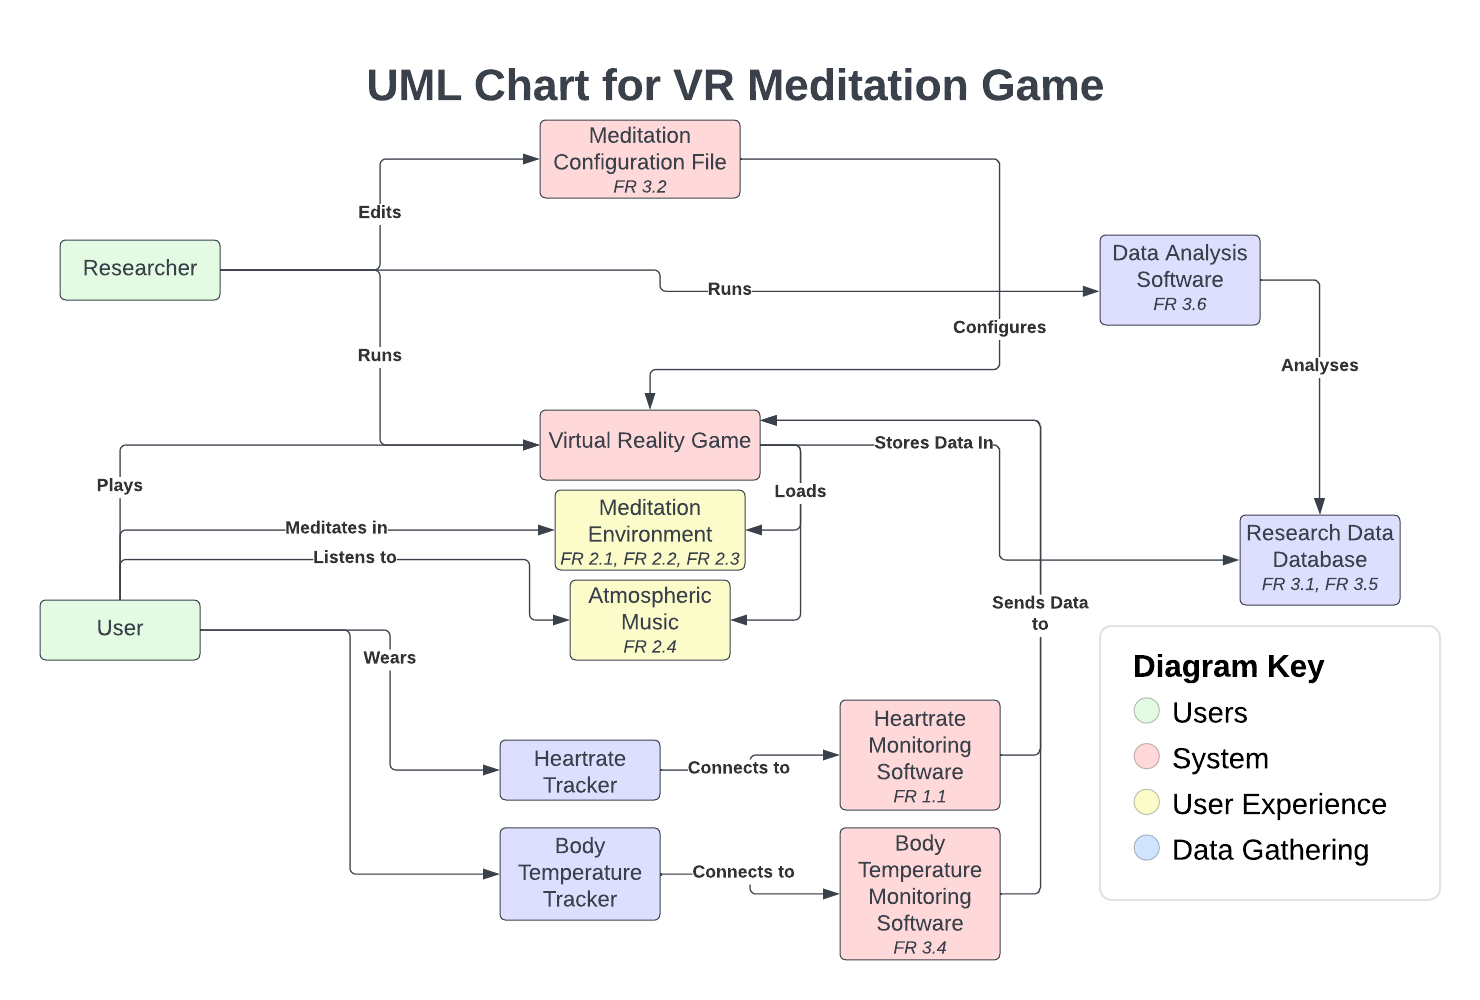 UML Chart for VR Meditation Game
Meditation
Configuration File
FR 3.2
Edits
Researcher
Data Analysis
Software
FR 3.6
Runs
Configures
Runs
Analyses
Virtual Reality Game
Stores Data In
Plays
Loads
Meditation
Environment
FR 2.1, FR 2.2, FR 2.3
Meditates in
Listens to
Research Data
Database
FR 3.1, FR 3.5
Atmospheric
Music
FR 2.4
Sends Data
to
User
Wears
Diagram Key
Users
System
User Experience
Data Gathering
Heartrate
Tracker
Connects to
Heartrate
Monitoring
Software
FR 1.1
Body
Temperature
Tracker
Connects to
Body
Temperature
Monitoring
Software
FR 3.4